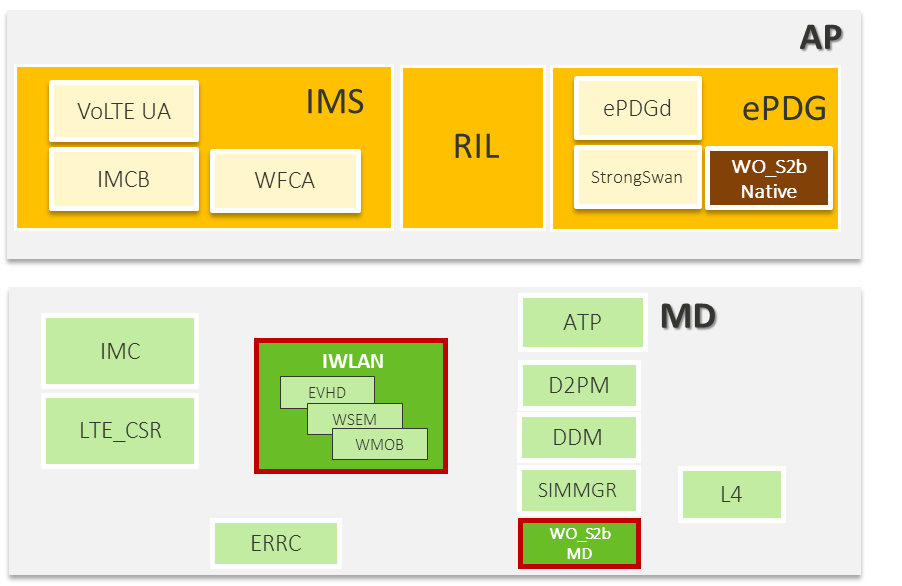 AP
IMS
VoLTE UA
IMCB
WFCA
RIL
ePDG
ePDGd
StrongSwan
WO_S2b
Native
MD
IMC
LTE_CSR
IWLAN
EVHD
WSEM
WMOB
ERRC
ATP
D2PM
DDM
SIMMGR
WO_S2b
MD
L4